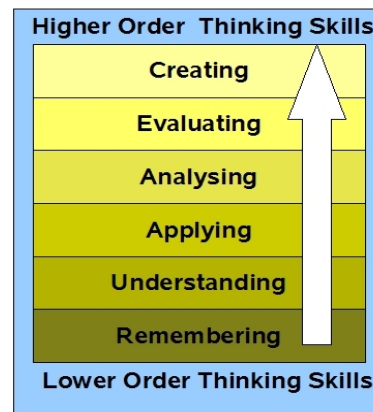 Higher Order Thinking Skills
Creating
Evaluating
Analysing
Applying
Understanding
Remembering
Lower Order Thinking Skills